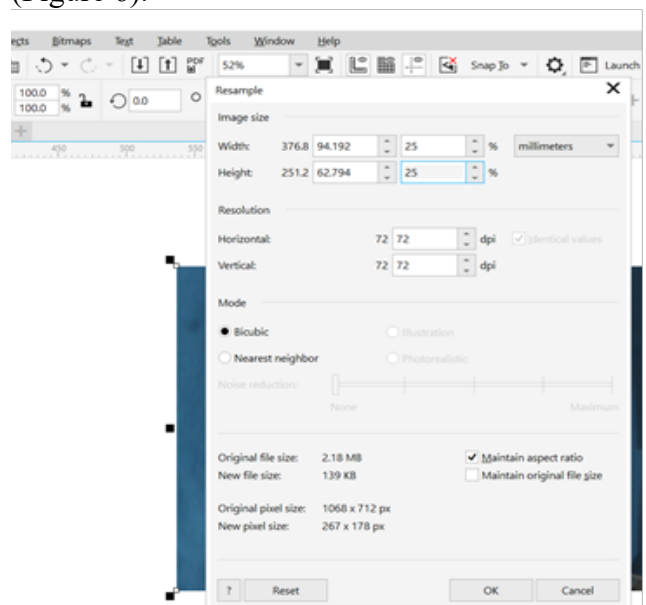 (Figure 6).
ects Bitmaps Text Table Tools Window Help
PDF 52% Snap To Launch
100.0 % 0.0
100.0 %
450 500 550
Resample
Image size
Width: 376.8 94.192 25 % millimeters
Height: 251.2 62.794 25 %
Resolution
Horizontal: 72 72 dpi Identical values
Vertical: 72 72 dpi
Mode
Bicubic Illustration
Nearest neighbor Photorealistic
Noise reduction:
None Maximum
Original file size: 2.18 MB Maintain aspect ratio
New file size: 139 KB Maintain original file size
Original pixel size: 1068 x 712 px
New pixel size: 267 x 178 px
? Reset OK Cancel